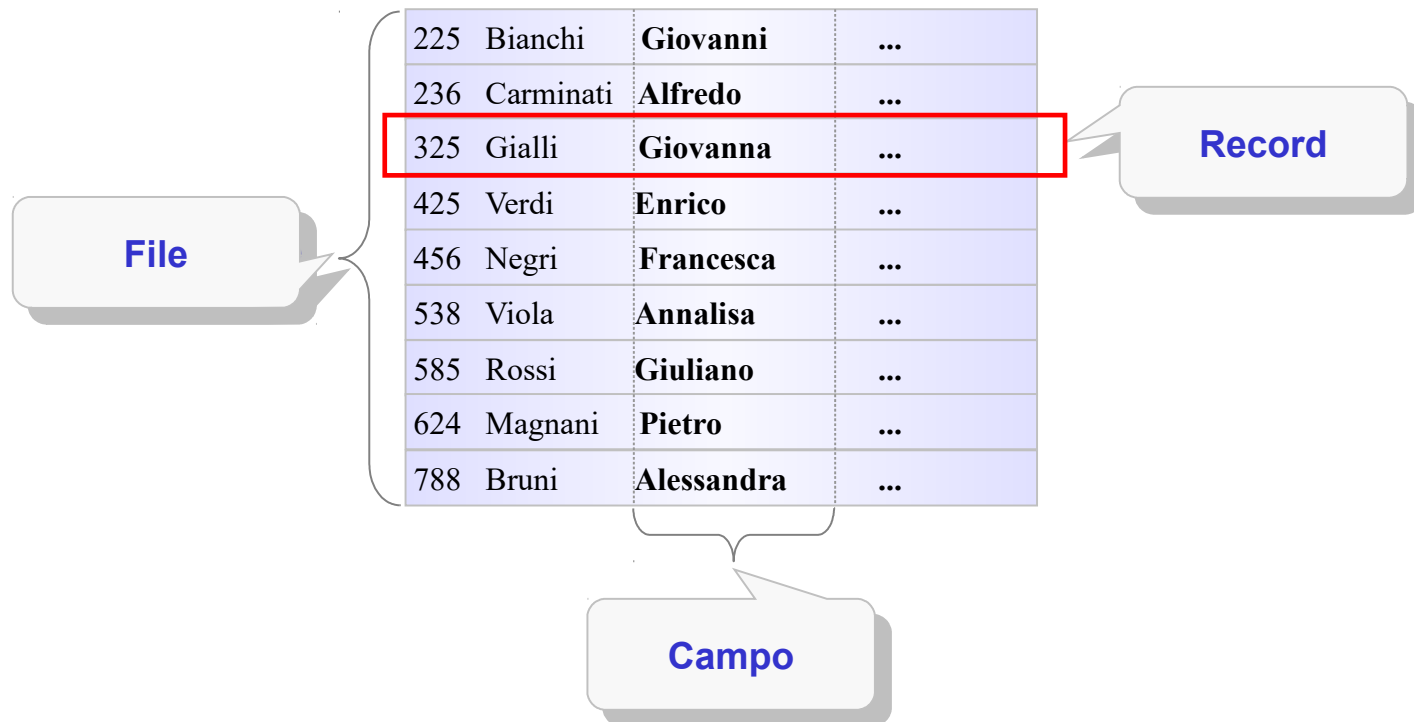 225 Bianchi Giovanni ...
236 Carminati Alfredo ...
325 Gialli Giovanna ...
Record
425 Verdi Enrico ...
File
456 Negri Francesca ...
538 Viola Annalisa ...
585 Rossi Giuliano ...
624 Magnani Pietro ...
788 Bruni Alessandra ...
Campo